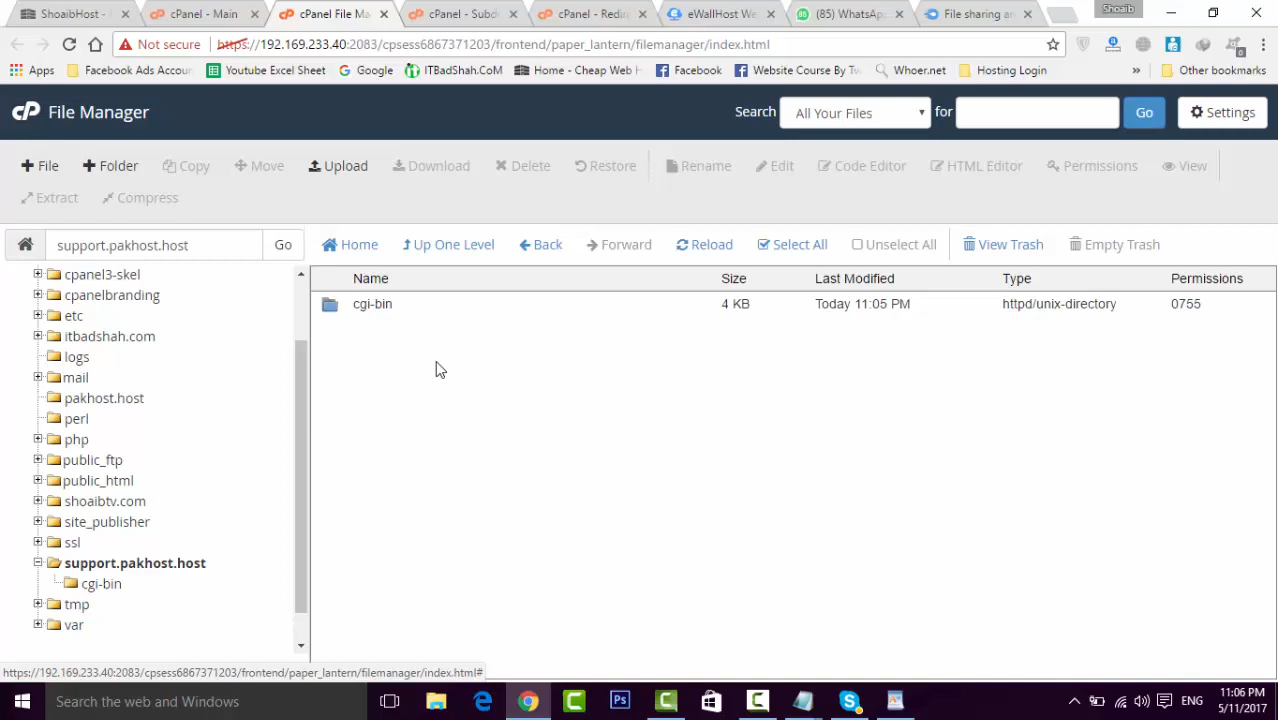 ShoaibHost -
cPanel - Main
cPanel File Ma
cPanel - Subd
cPanel - Redir
eWallHost We
(85) WhatsAp
File sharing an
Shoaib
Not secure
https://192.169.233.40:2083/cpsess6867371203/frontend/paper_lantern/filemanager/index.html
Apps
Facebook Ads Accoun
Youtube Excel Sheet
Google
ITBadShah.CoM
Home - Cheap Web H
Facebook
Website Course By Tw
Whoer.net
Hosting Login
»
Other bookmarks
cP File Manager
Search
All Your Files
for
Go
Settings
File
Folder
Copy
Move
Upload
Download
Delete
Restore
Rename
Edit
Code Editor
HTML Editor
Permissions
View
Extract
Compress
support.pakhost.host
Go
Home
Up One Level
Back
Forward
Reload
Select All
Unselect All
View Trash
Empty Trash
cpanel3-skel
cpanelbranding
etc
itbadshah.com
logs
mail
pakhost.host
perl
php
public_ftp
public_html
shoaibtv.com
site_publisher
ssl
support.pakhost.host
cgi-bin
tmp
var
Name Size Last Modified Type Permissions
cgi-bin 4 KB Today 11:05 PM httpd/unix-directory 0755
https://192.169.233.40:2083/cpsess6867371203/frontend/paper_lantern/filemanager/index.html#
Search the web and Windows
Ps
ENG
11:06 PM
5/11/2017